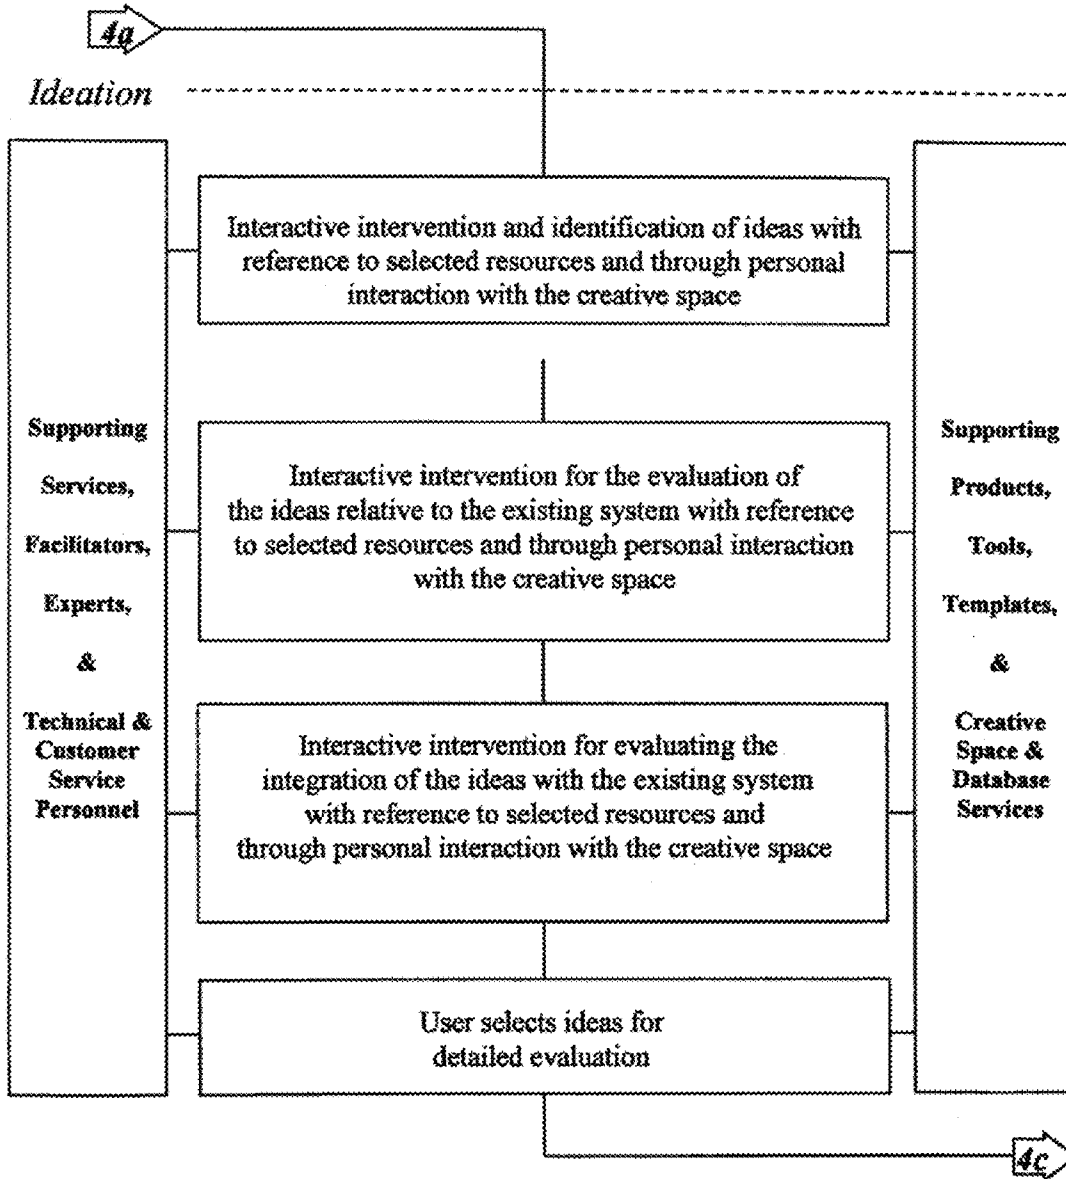 4a
Ideation
Interactive intervention and identification of ideas with
reference to selected resources and through personal
interaction with the creative space
Supporting
Services,
Facilitators,
Experts,
&
Technical &
Customer
Service
Personnel
Interactive intervention for the evaluation of
the ideas relative to the existing system with reference
to selected resources and through personal interaction
with the creative space
Interactive intervention for evaluating the
integration of the ideas with the existing system
with reference to selected resources and
through personal interaction with the creative space
User selects ideas for
detailed evaluation
Supporting
Products,
Tools,
Templates,
&
Creative
Space &
Database
Services
4c